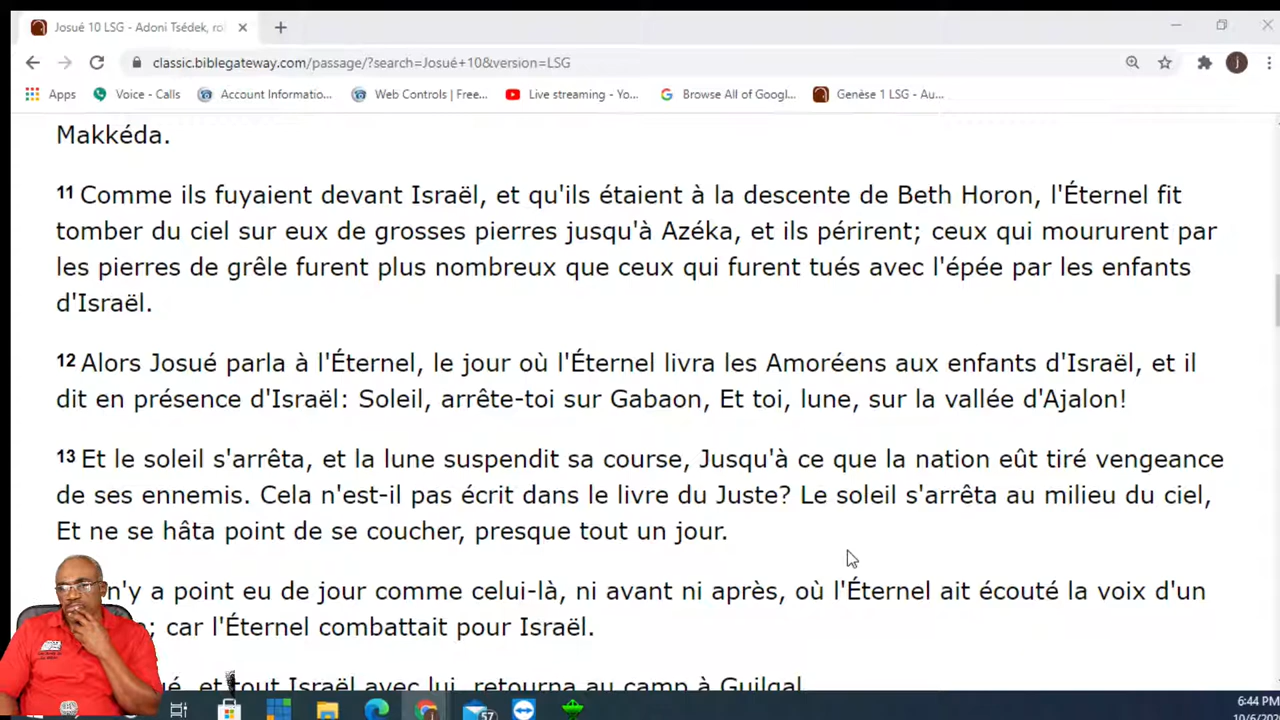 Josué 10 LSG - Adoni Tsédek, roi
classic.biblegateway.com/passage/?search=Josué+10&version=LSG
j
Apps Voice - Calls Account Informatio... Web Controls | Free... Live streaming - Yo... Browse All of Googl... Genèse 1 LSG - Au...
Makkéda.
11 Comme ils fuyaient devant Israël, et qu'ils étaient à la descente de Beth Horon, l'Éternel fit
tomber du ciel sur eux de grosses pierres jusqu'à Azéka, et ils périrent; ceux qui moururent par
les pierres de grêle furent plus nombreux que ceux qui furent tués avec l'épée par les enfants
d'Israël.
12 Alors Josué parla à l'Éternel, le jour où l'Éternel livra les Amoréens aux enfants d'Israël, et il
dit en présence d'Israël: Soleil, arrête-toi sur Gabaon, Et toi, lune, sur la vallée d'Ajalon!
13 Et le soleil s'arrêta, et la lune suspendit sa course, Jusqu'à ce que la nation eût tiré vengeance
de ses ennemis. Cela n'est-il pas écrit dans le livre du Juste? Le soleil s'arrêta au milieu du ciel,
Et ne se hâta point de se coucher, presque tout un jour.
n'y a point eu de jour comme celui-là, ni avant ni après, où l'Éternel ait écouté la voix d'un
; car l'Éternel combattait pour Israël.
et tout Israël avec lui, retourna au camp à Guilgal.
57
6:44 PM